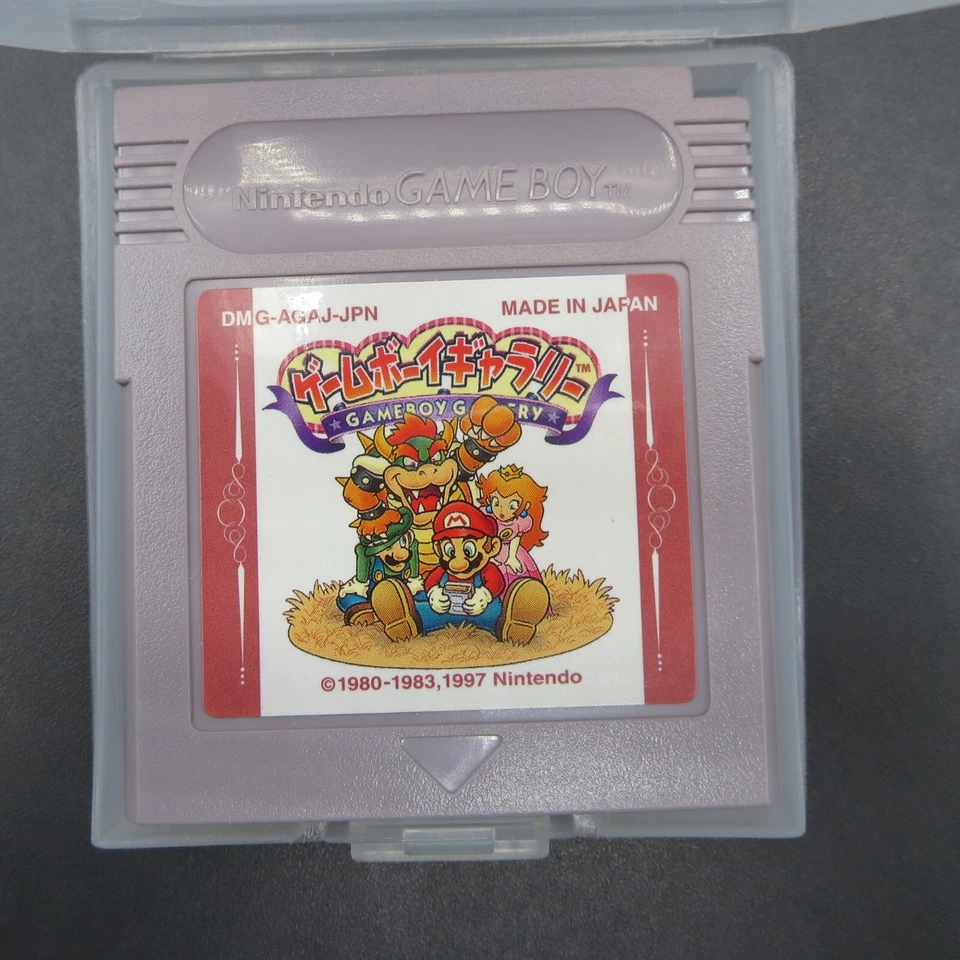 Nintendo GAME BOY TM
DMG-AGAJ-JPN
MADE IN JAPAN
ゲームボーイギャラリー TM
GAMEBOY
M
©1980-1983,1997 Nintendo